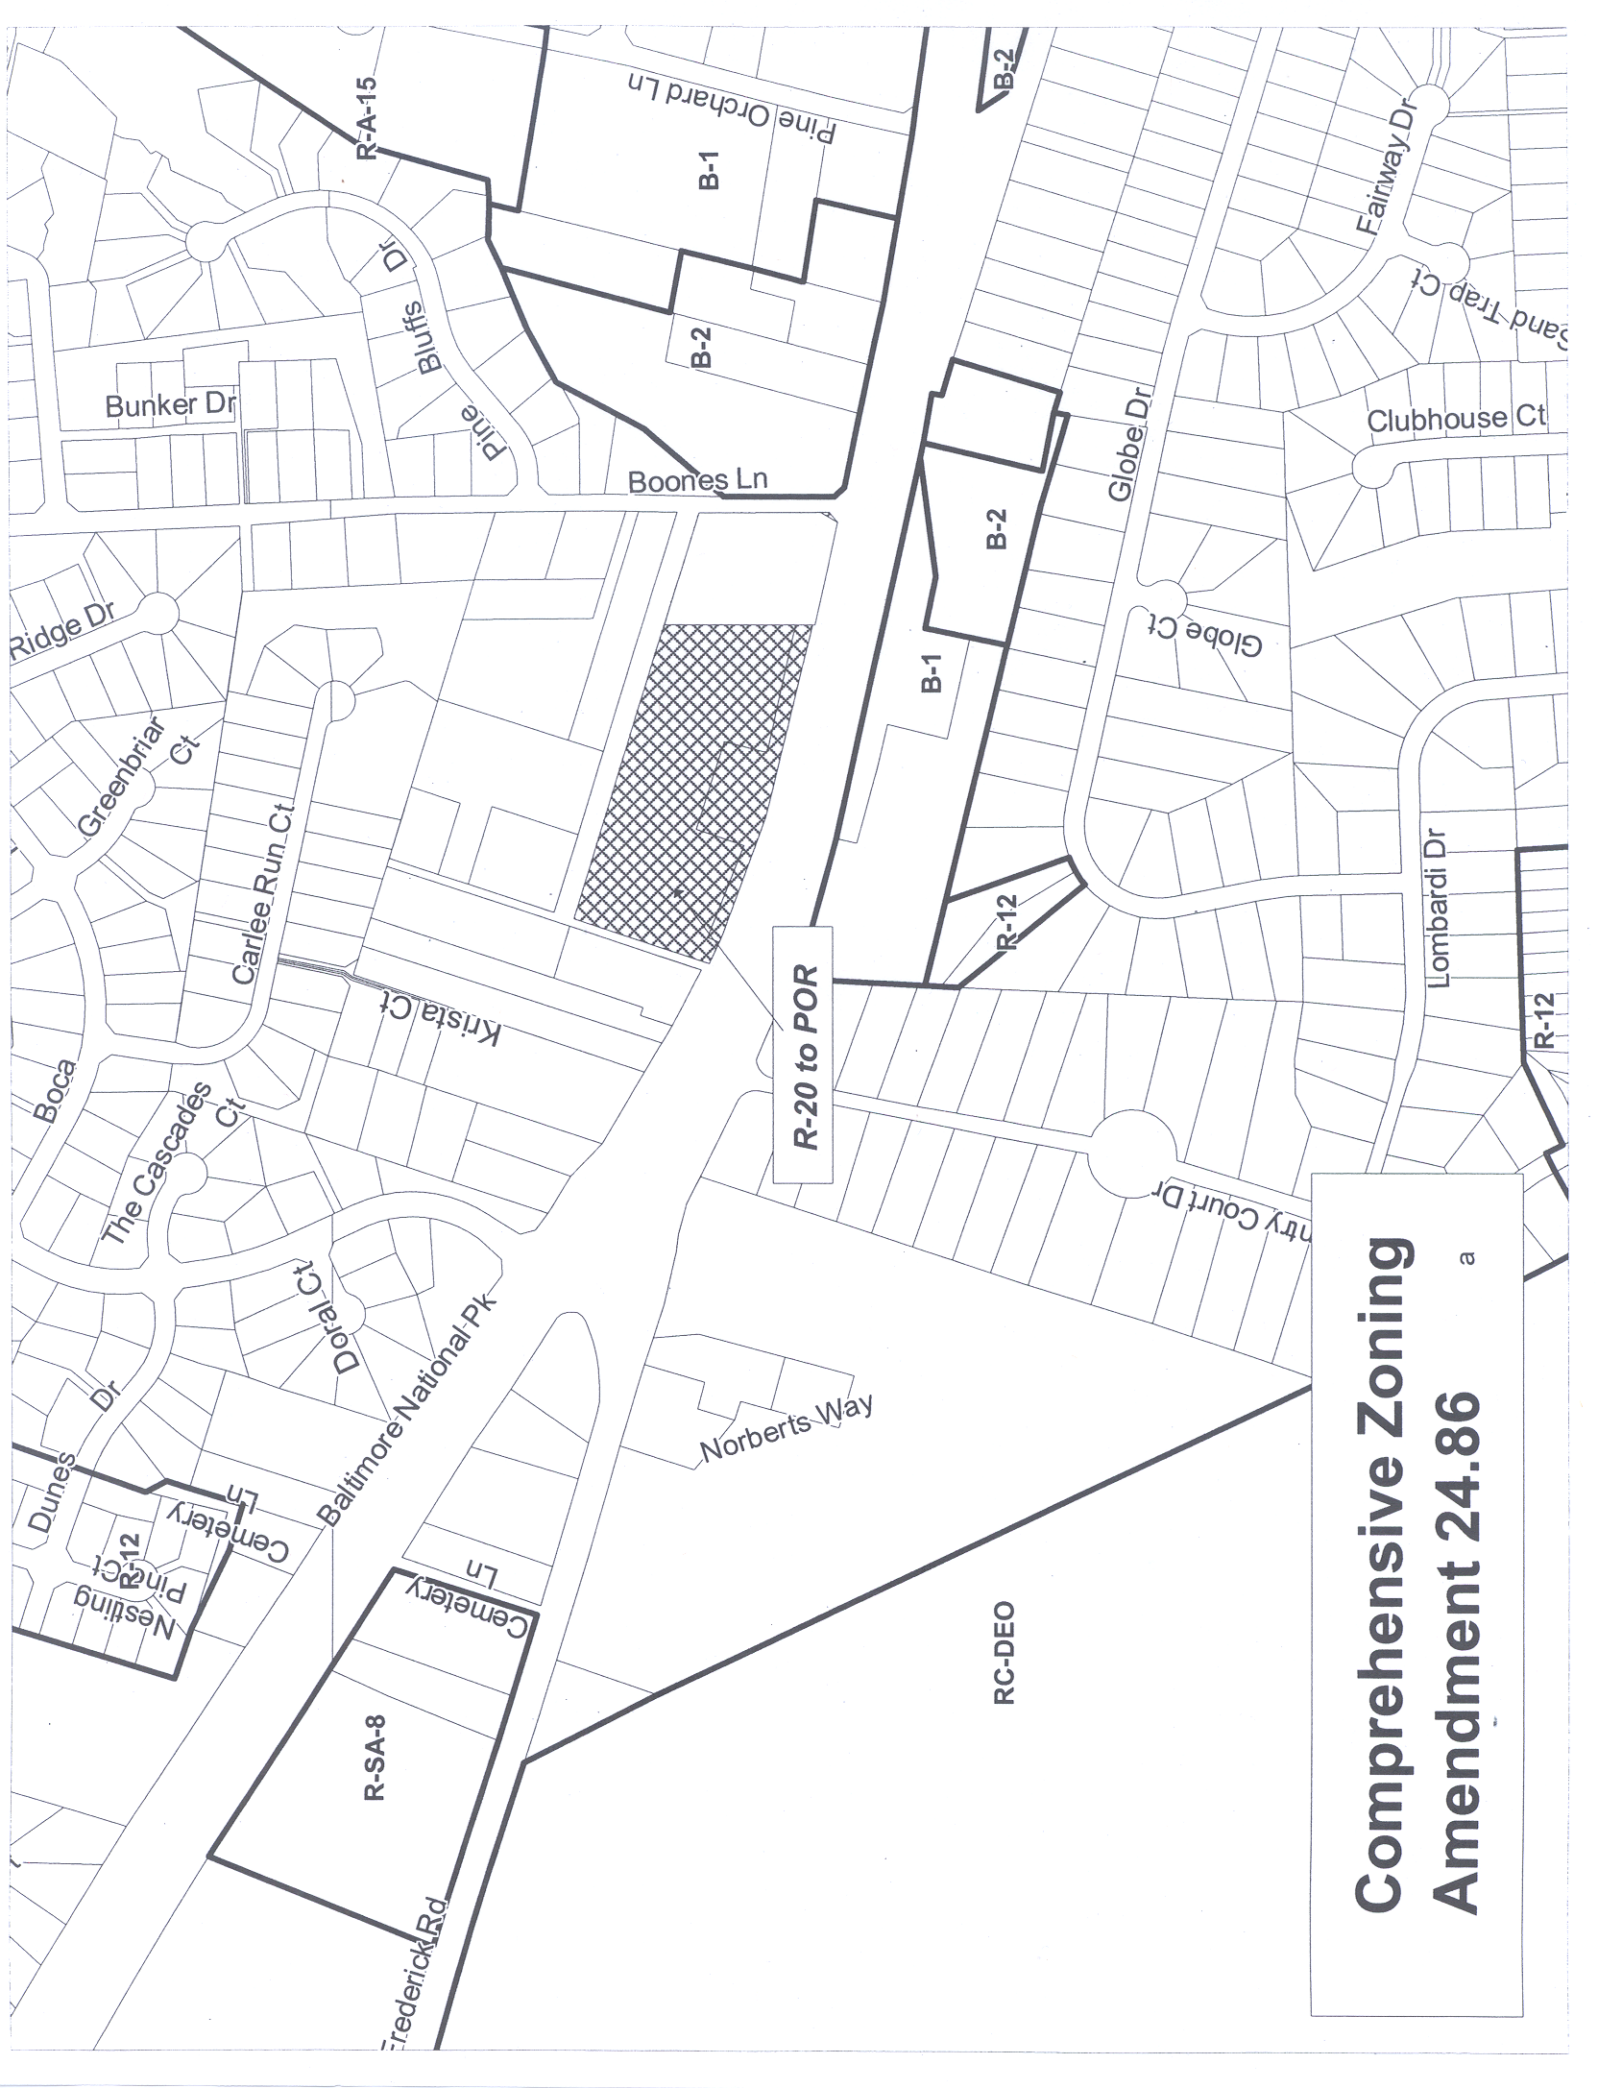 R-A-15
Pine Orchard Ln
B-1
B-2
B-2
Fairway Dr
Sand Trap Ct
Clubhouse Ct
Bluffs
Dr
Pine
Bunker Dr
Boones Ln
Globe Dr
B-2
Globe Ct
B-1
Ridge Dr
Greenbriar
Ct
Carlee Run Ct
Krista Ct
Boca
The Cascades
Ct
R-12
Lombardi Dr
R-12
R-20 to POR
ntry Court Dr
Doral Ct
Baltimore National Pk
Norberts Way
Dunes
Dr
Cemetery
Ln
R-12
Nestling
Pine Ct
Cemetery
Ln
R-SA-8
Frederick Rd
RC-DEO
Comprehensive Zoning
Amendment 24.86
a